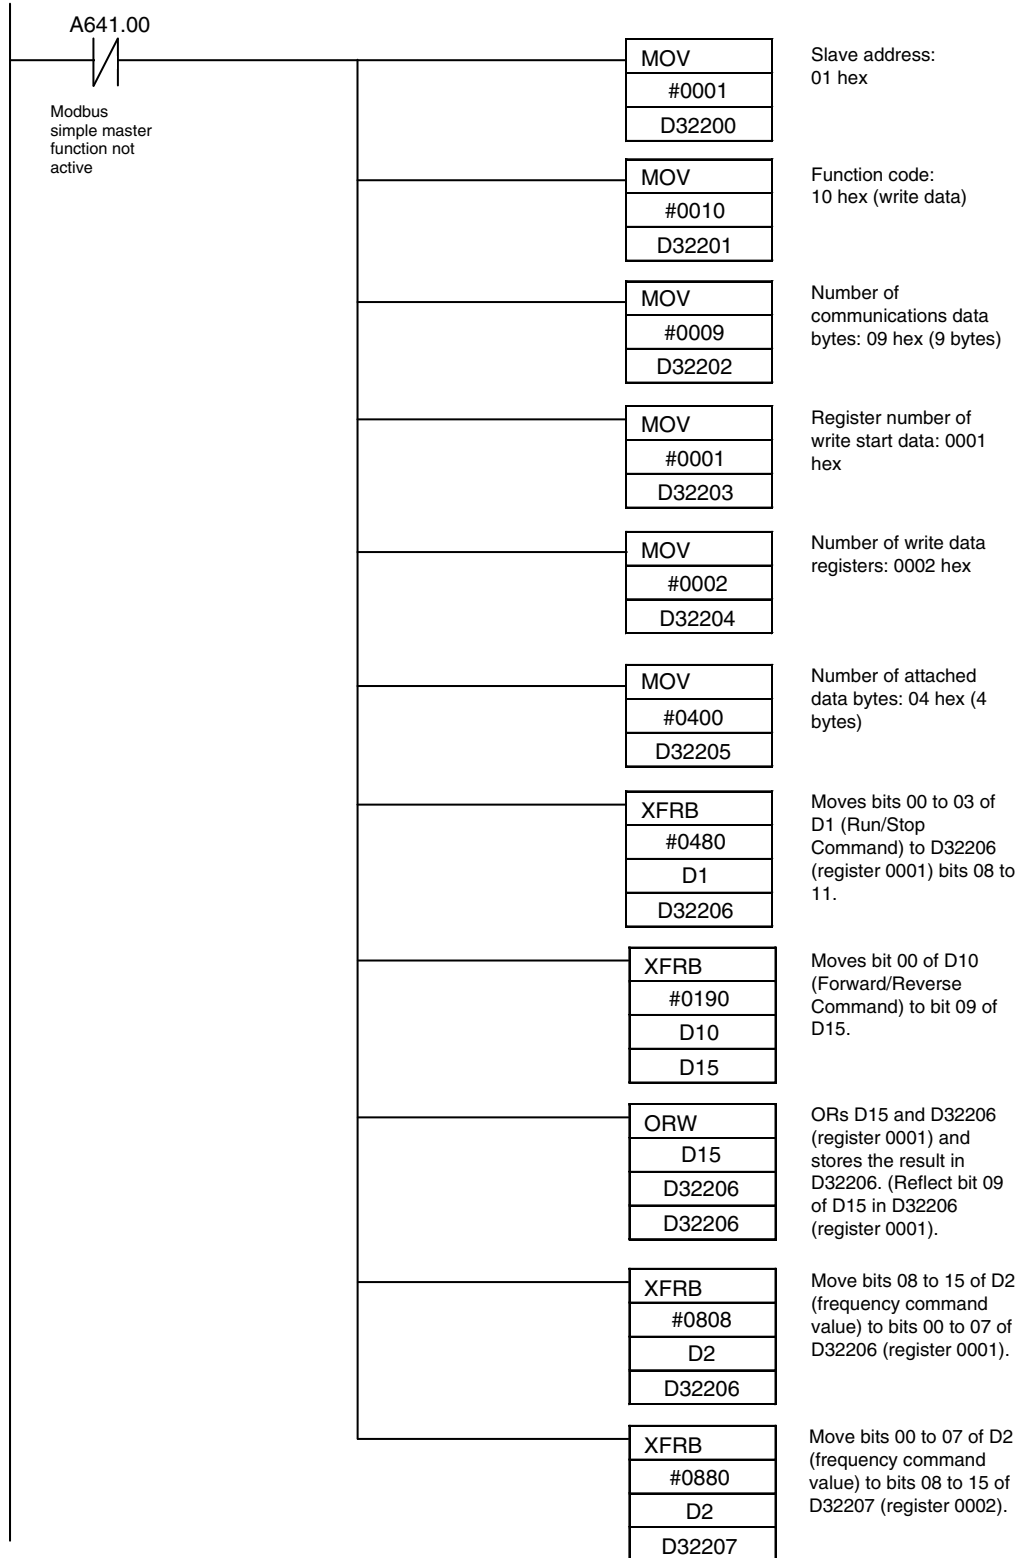 A641.00
Modbus
simple master
function not
active
MOV
#0001
D32200
Slave address:
01 hex
MOV
#0010
D32201
Function code:
10 hex (write data)
MOV
#0009
D32202
Number of
communications data
bytes: 09 hex (9 bytes)
MOV
#0001
D32203
Register number of
write start data: 0001
hex
MOV
#0002
D32204
Number of write data
registers: 0002 hex
MOV
#0400
D32205
Number of attached
data bytes: 04 hex (4
bytes)
XFRB
#0480
D1
D32206
Moves bits 00 to 03 of
D1 (Run/Stop
Command) to D32206
(register 0001) bits 08 to
11.
XFRB
#0190
D10
D15
Moves bit 00 of D10
(Forward/Reverse
Command) to bit 09 of
D15.
ORW
D15
D32206
D32206
ORs D15 and D32206
(register 0001) and
stores the result in
D32206. (Reflect bit 09
of D15 in D32206
(register 0001).
XFRB
#0808
D2
D32206
Move bits 08 to 15 of D2
(frequency command
value) to bits 00 to 07 of
D32206 (register 0001).
XFRB
#0880
D2
D32207
Move bits 00 to 07 of D2
(frequency command
value) to bits 08 to 15 of
D32207 (register 0002).